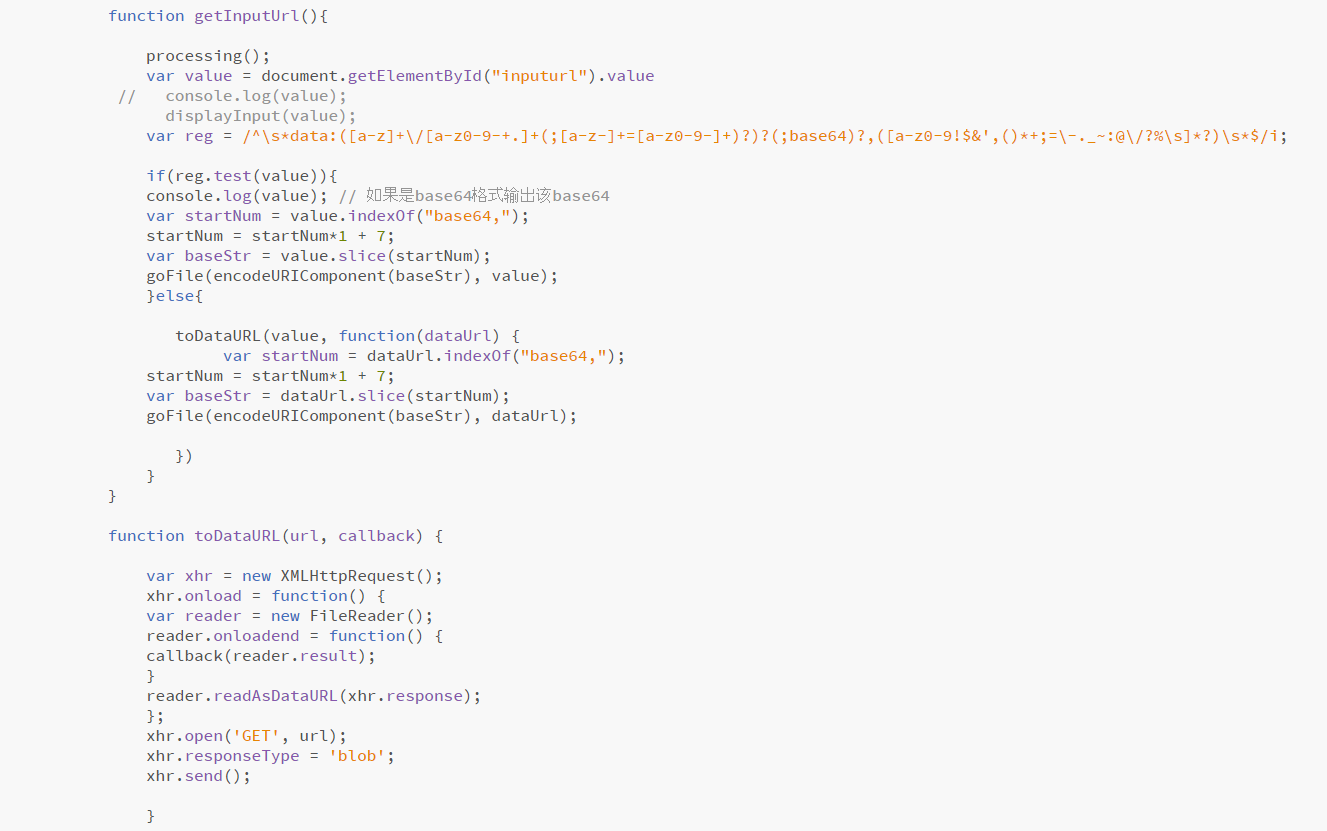 function getInputUrl(){
processing();
var value = document.getElementById("inputurl").value
//   console.log(value);
displayInput(value);
var reg = /^\s*data:([a-z]+\/[a-z0-9-+.]+(;[a-z-]+=[a-z0-9-]+)?)?(;base64)?,([a-z0-9!$&',()*+;=\-._~:@\/?%\s]*?)\s*$/i;
if(reg.test(value)){
console.log(value); // 如果是base64格式输出该base64
var startNum = value.indexOf("base64,");
startNum = startNum*1 + 7;
var baseStr = value.slice(startNum);
goFile(encodeURIComponent(baseStr), value);
}else{
toDataURL(value, function(dataUrl) {
var startNum = dataUrl.indexOf("base64,");
startNum = startNum*1 + 7;
var baseStr = dataUrl.slice(startNum);
goFile(encodeURIComponent(baseStr), dataUrl);
})
}
}
function toDataURL(url, callback) {
var xhr = new XMLHttpRequest();
xhr.onload = function() {
var reader = new FileReader();
reader.onloadend = function() {
callback(reader.result);
}
reader.readAsDataURL(xhr.response);
};
xhr.open('GET', url);
xhr.responseType = 'blob';
xhr.send();
}